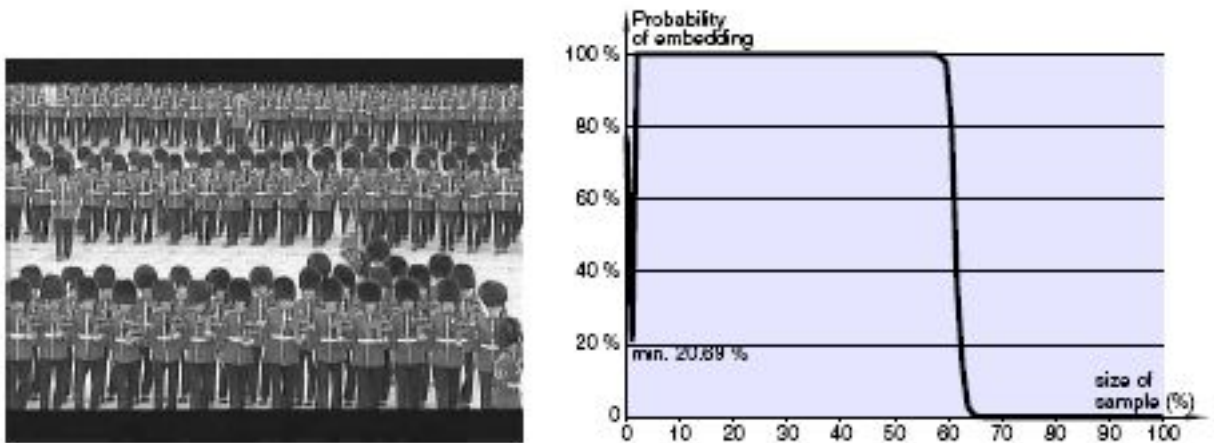 Probability
of embedding
100 %
80 %
60 %
40 %
20 %
min. 20.69 %
size of
sample (%)
0
0 10 20 30 40 50 60 70 80 90 100